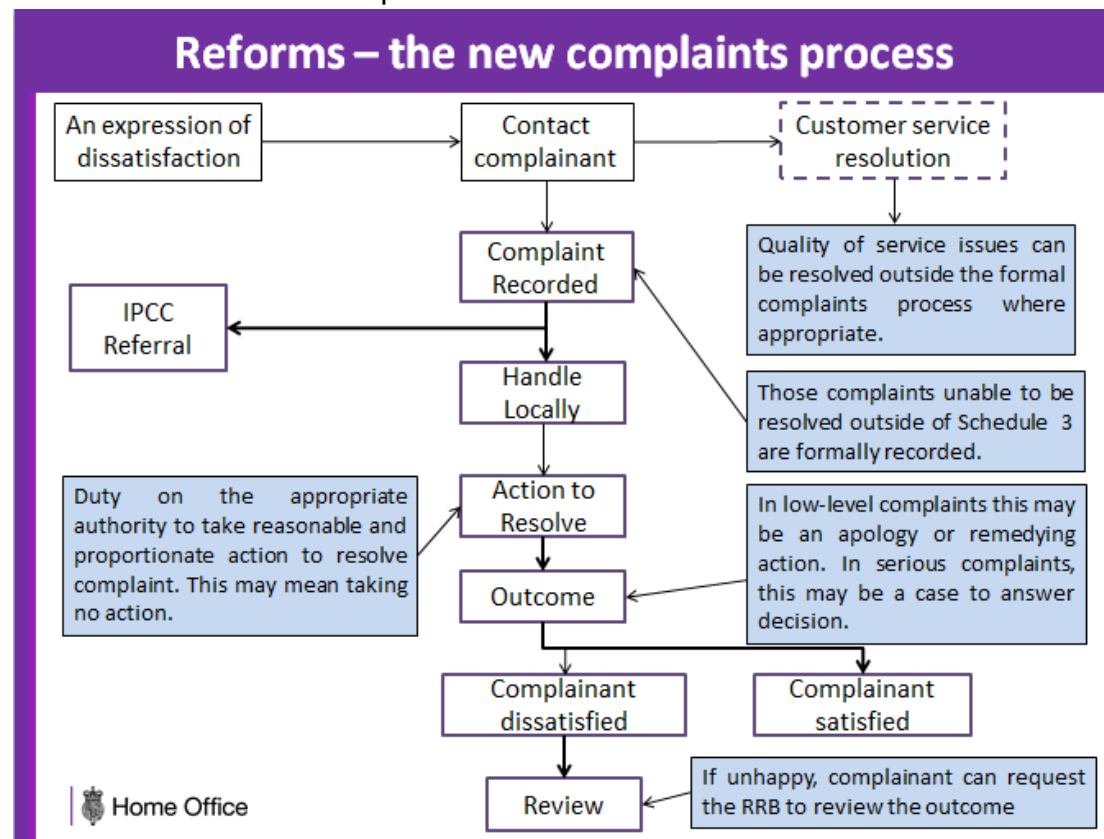 Reforms – the new complaints process
An expression of
dissatisfaction
Contact
complainant
Customer service
resolution
Quality of service issues can
be resolved outside the formal
complaints process where
appropriate.
Complaint
Recorded
IPCC
Referral
Handle
Locally
Those complaints unable to be
resolved outside of Schedule 3
are formally recorded.
Duty on the appropriate
authority to take reasonable and
proportionate action to resolve
complaint. This may mean taking
no action.
Action to
Resolve
In low-level complaints this may
be an apology or remedying
action. In serious complaints,
this may be a case to answer
decision.
Outcome
Complainant
dissatisfied
Complainant
satisfied
Review
If unhappy, complainant can request
the RRB to review the outcome
Home Office